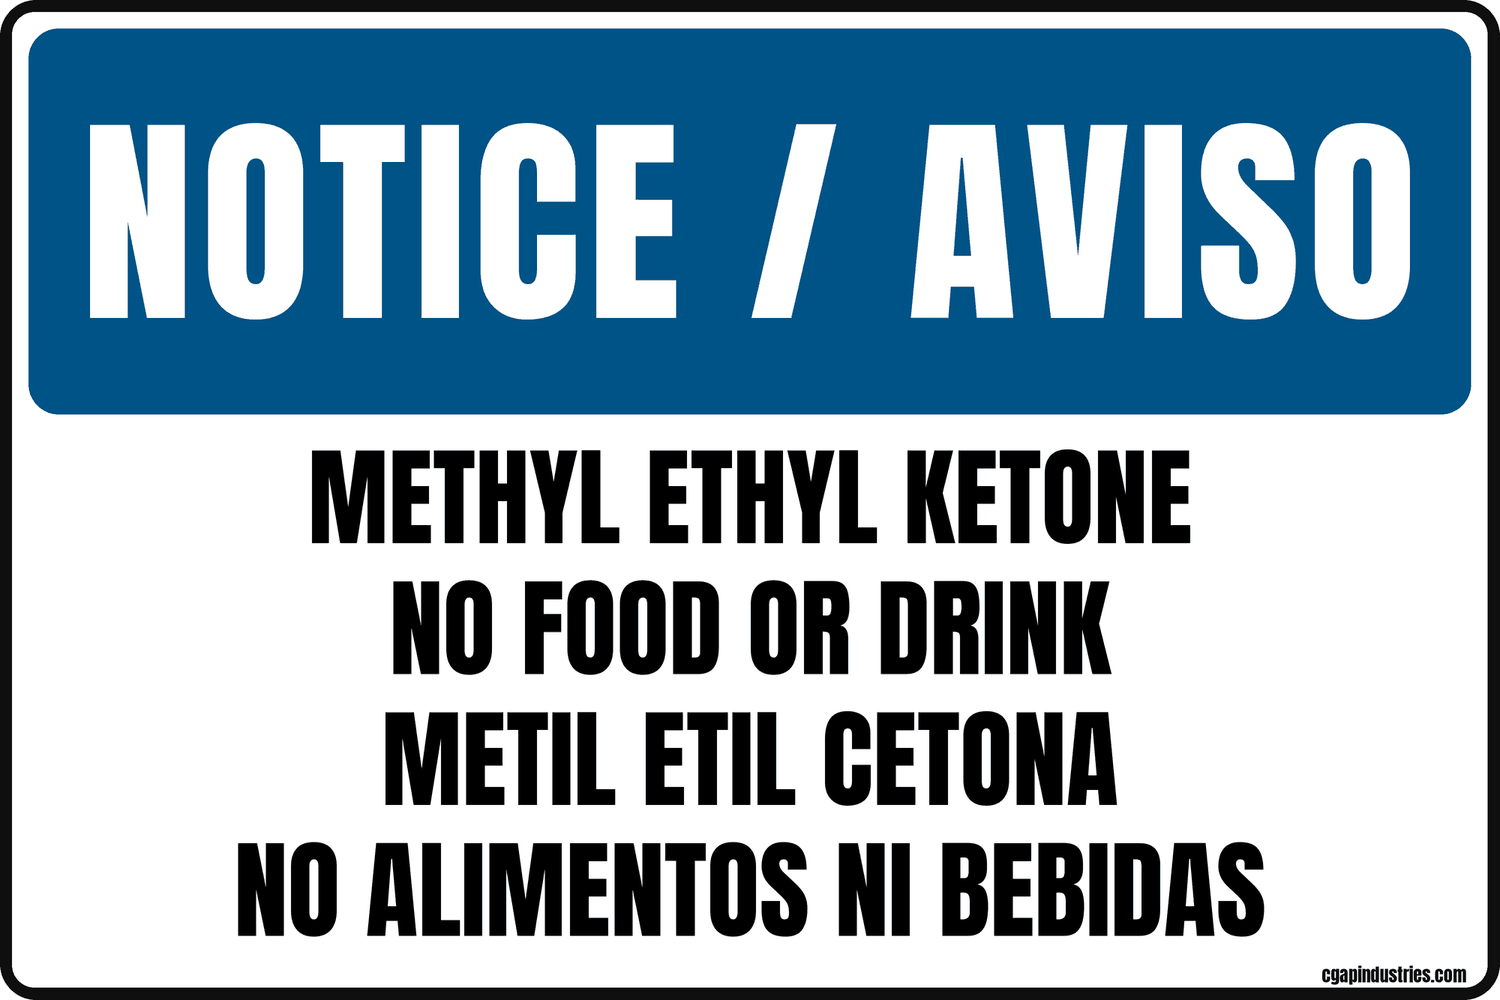 NOTICE / AVISO
METHYL ETHYL KETONE
NO FOOD OR DRINK
METIL ETIL CETONA
NO ALIMENTOS NI BEBIDAS
cgapindustries.com